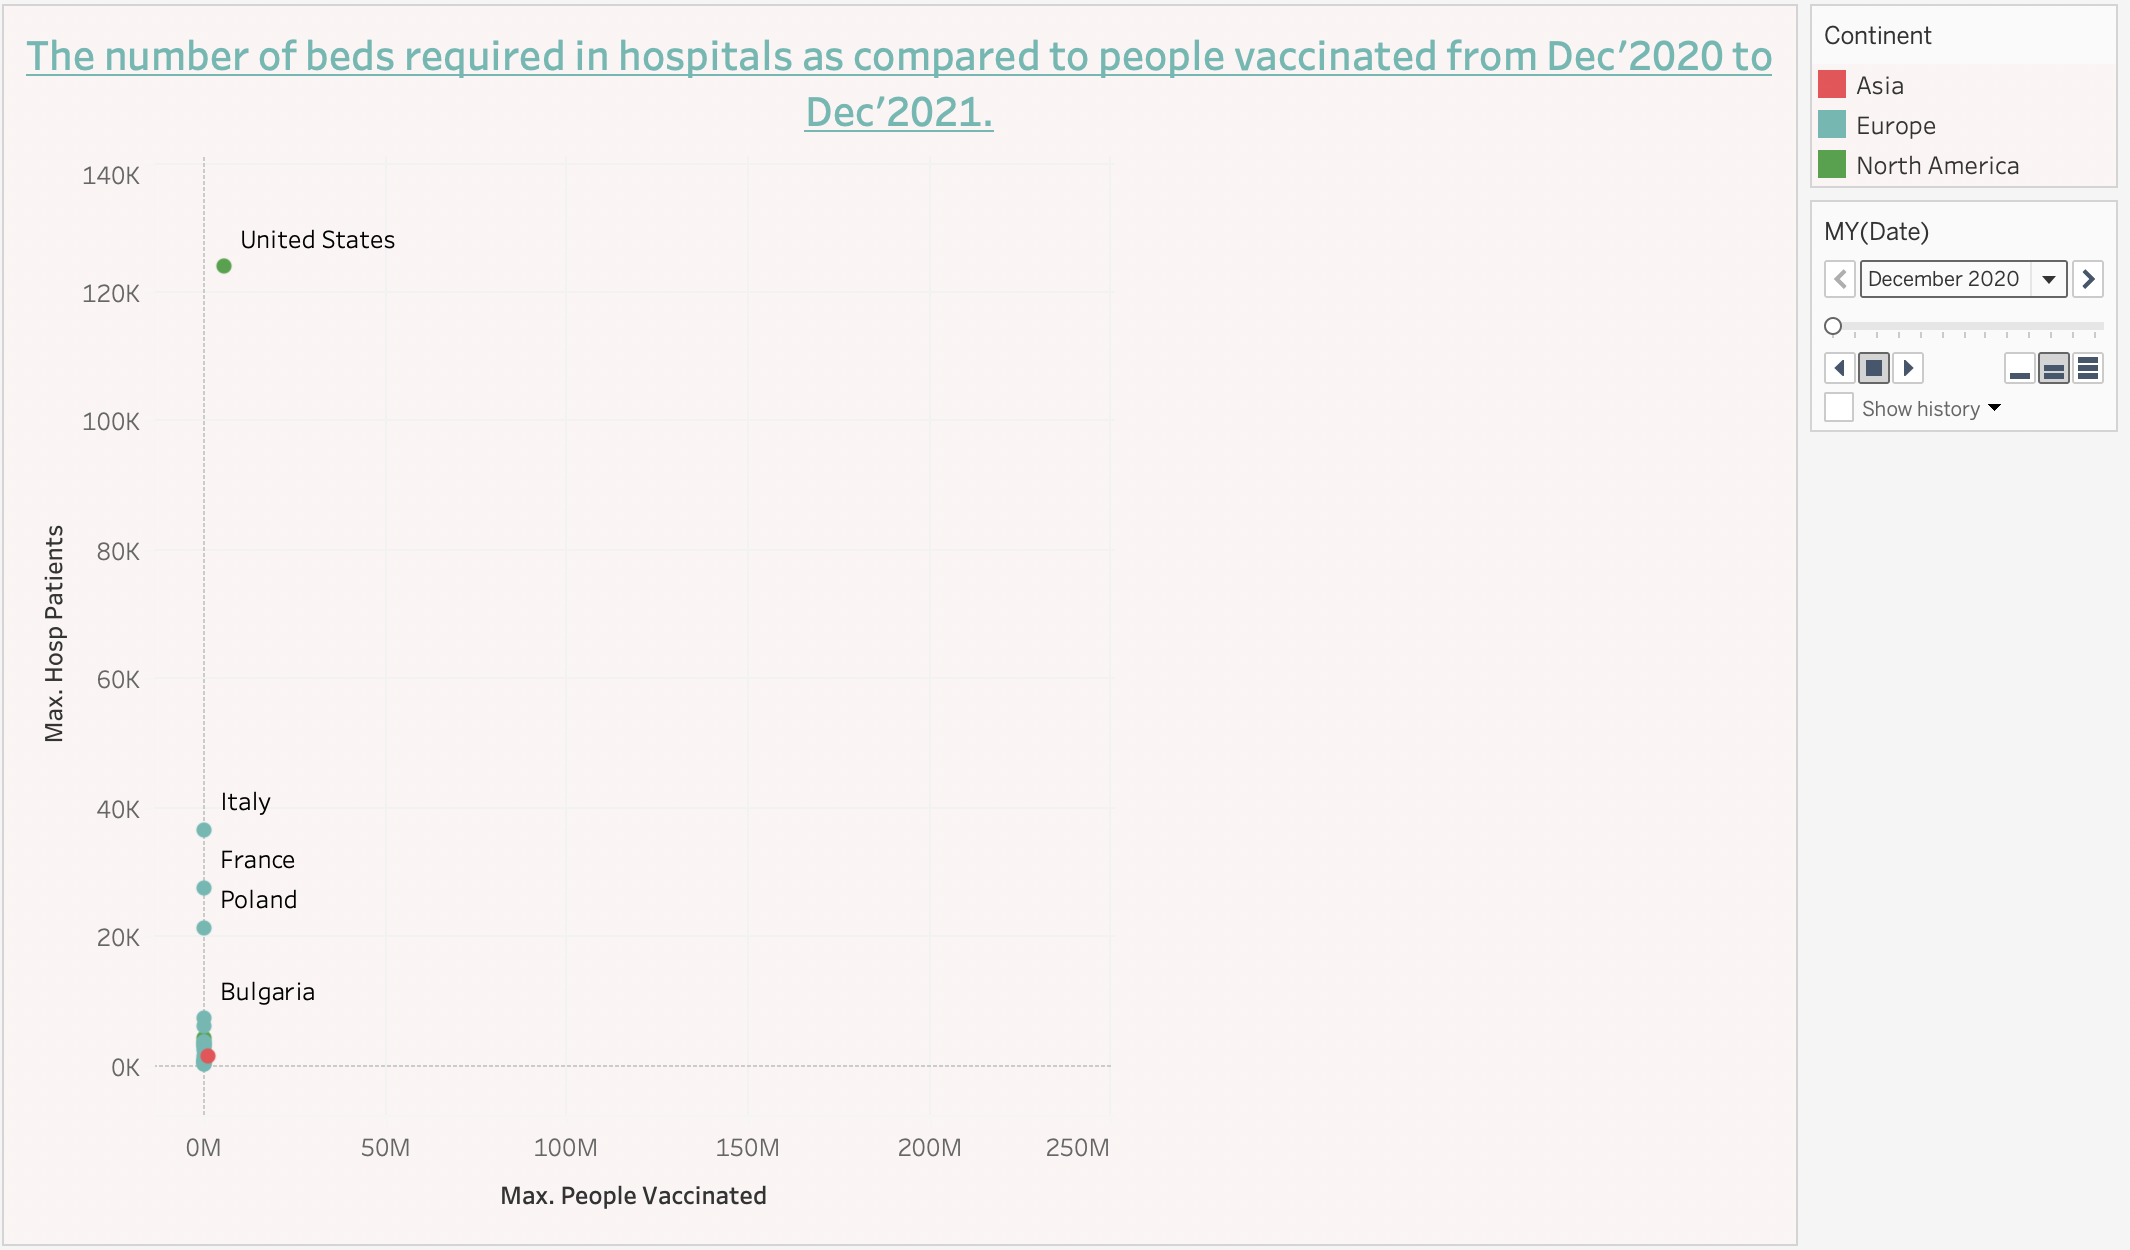 The number of beds required in hospitals as compared to people vaccinated from Dec'2020 to
Dec'2021.
140K
120K
100K
80K
60K
40K
20K
0K
Max. Hosp Patients
United States
Italy
France
Poland
Bulgaria
0M 50M 100M 150M 200M 250M
Max. People Vaccinated
Continent
Asia
Europe
North America
MY(Date)
December 2020
Show history